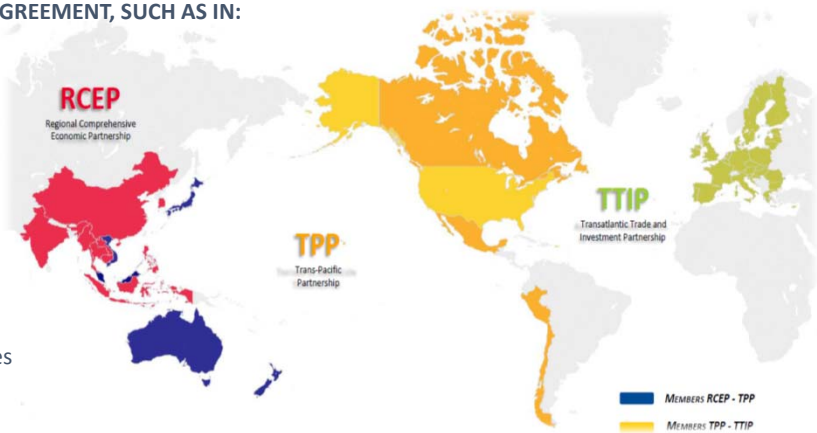 GREEMENT, SUCH AS IN:
RCEP
Regional Comprehensive
Economic Partnership
TTIP
Transatlantic Trade and
Investment Partnership
TPP
Trans-Pacific
Partnership
es
MEMBERS RCEP - TPP
MEMBERS TPP - TTIP